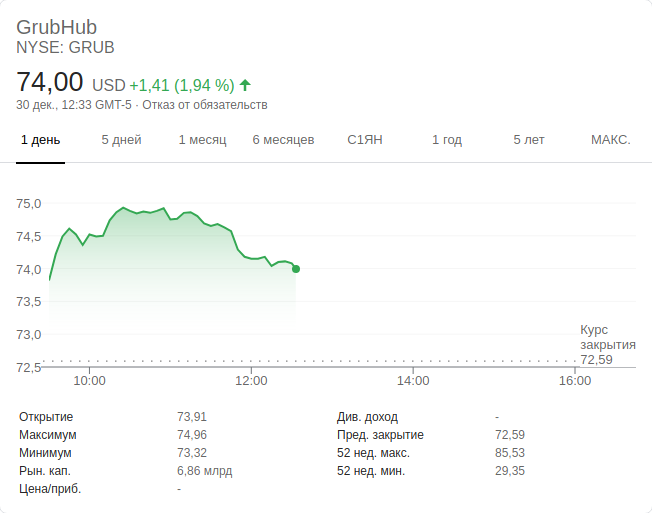 GrubHub
NYSE: GRUB
74,00 USD +1,41 (1,94 %)
30 дек., 12:33 GMT-5 · Отказ от обязательств
1 день 5 дней 1 месяц 6 месяцев С1ЯН 1 год 5 лет МАКС.
75,0
74,5
74,0
73,5
73,0
Курс
закрытия
72,59
72,5
10:00 12:00 14:00 16:00
Открытие 73,91 Див. доход -
Максимум 74,96 Пред. закрытие 72,59
Минимум 73,32 52 нед. макс. 85,53
Рын. кап. 6,86 млрд 52 нед. мин. 29,35
Цена/приб. -